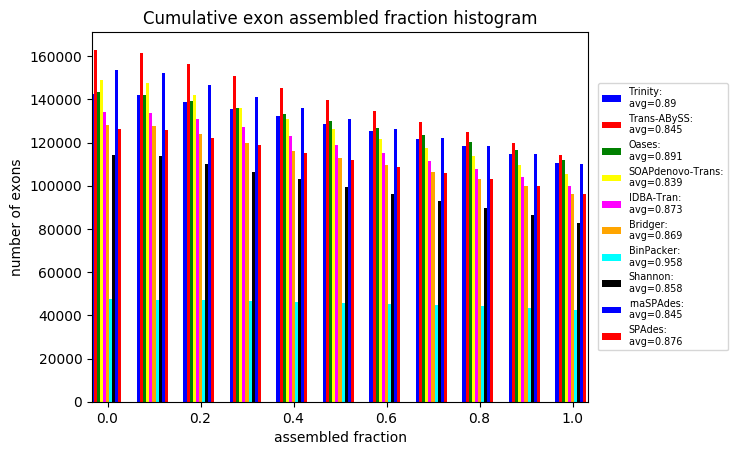 Cumulative exon assembled fraction histogram
number of exons
160000
140000
120000
100000
80000
60000
40000
20000
0
0.0 0.2 0.4 0.6 0.8 1.0
assembled fraction
Trinity:
avg=0.89
Trans-ABySS:
avg=0.845
Oases:
avg=0.891
SOAPdenovo-Trans:
avg=0.839
IDBA-Tran:
avg=0.873
Bridger:
avg=0.869
BinPacker:
avg=0.958
Shannon:
avg=0.858
rnaSPAdes:
avg=0.845
SPAdes:
avg=0.876